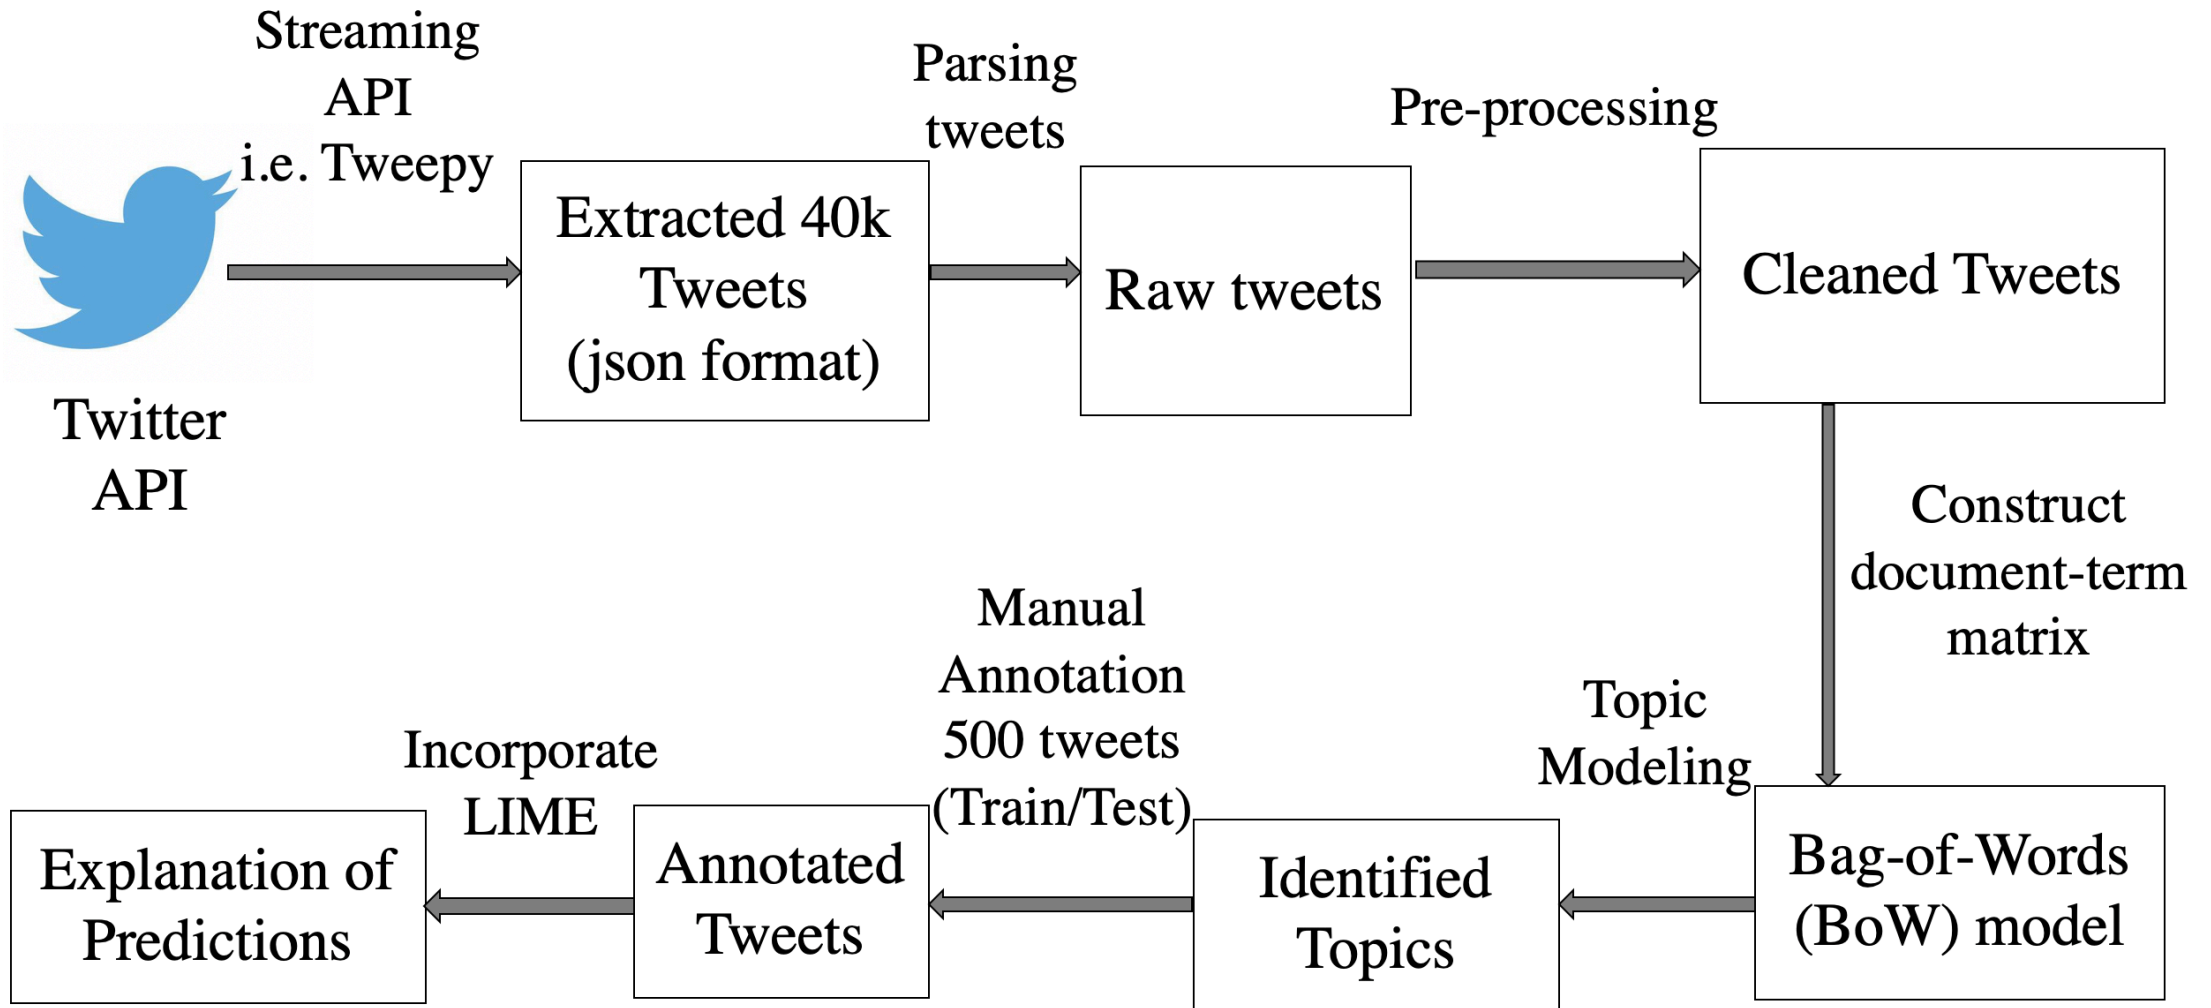 Streaming
API
i.e. Tweepy
Twitter
API
Extracted 40k
Tweets
(json format)
Parsing
tweets
Raw tweets
Pre-processing
Cleaned Tweets
Construct
document-term
matrix
Bag-of-Words
(BoW) model
Topic
Modeling
Identified
Topics
Manual
Annotation
500 tweets
(Train/Test)
Annotated
Tweets
Incorporate
LIME
Explanation of
Predictions